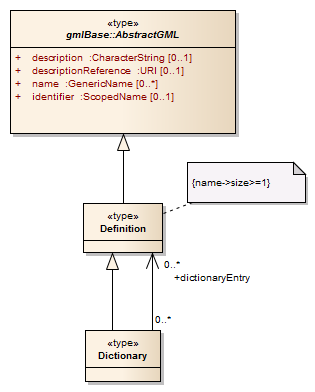 «type»
gmlBase::AbstractGML
+ description :CharacterString [0..1]
+ descriptionReference :URI [0..1]
+ name :GenericName [0..*]
+ identifier :ScopedName [0..1]
{name->size>=1}
«type»
Definition
0..*
+dictionaryEntry
0..*
«type»
Dictionary